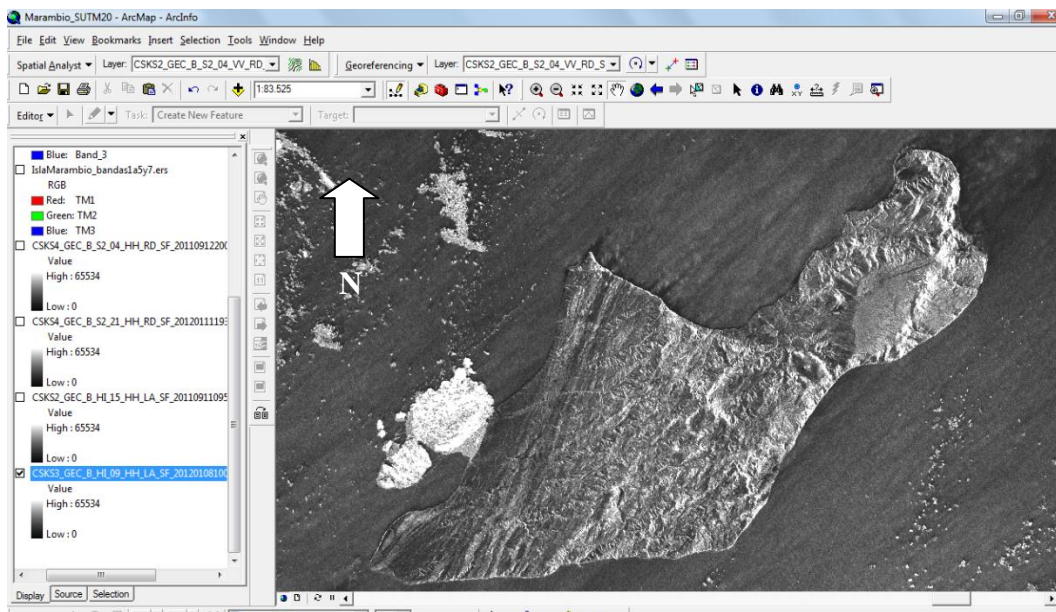 Marambio_SUTM20 - ArcMap - ArcInfo
File Edit View Bookmarks Insert Selection Tools Window Help
Spatial Analyst Layer: CSKS2_GEC_B_S2_04_VV_RD_ Georeferencing Layer: CSKS2_GEC_B_S2_04_VV_RD_S
1:83.525
Editor Task: Create New Feature Target:
Blue: Band_3
IslaMarambio_bandas1a5y7.ers
RGB
Red: TM1
Green: TM2
Blue: TM3
CSKS4_GEC_B_S2_04_HH_RD_SF_20110912200
Value
High : 65534
Low : 0
CSKS4_GEC_B_S2_21_HH_RD_SF_20120111193
Value
High : 65534
Low : 0
CSKS2_GEC_B_HI_15_HH_LA_SF_20110911095
Value
High : 65534
Low : 0
CSKS3_GEC_B_HI_09_HH_LA_SF_20120108100
Value
High : 65534
Low : 0
Display Source Selection
N